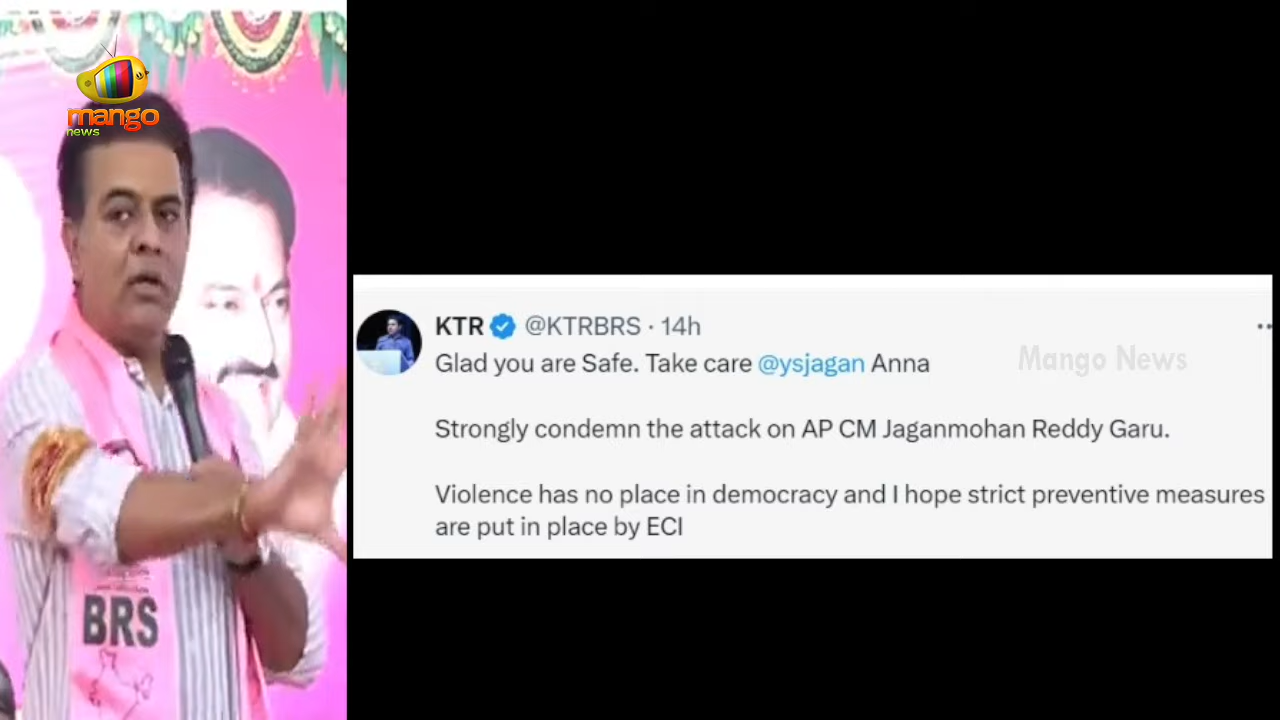 mango
news
BRS
KTR @KTRBRS · 14h
Glad you are Safe. Take care @ysjagan Anna
Mango News
Strongly condemn the attack on AP CM Jaganmohan Reddy Garu.
Violence has no place in democracy and I hope strict preventive measures
are put in place by ECI